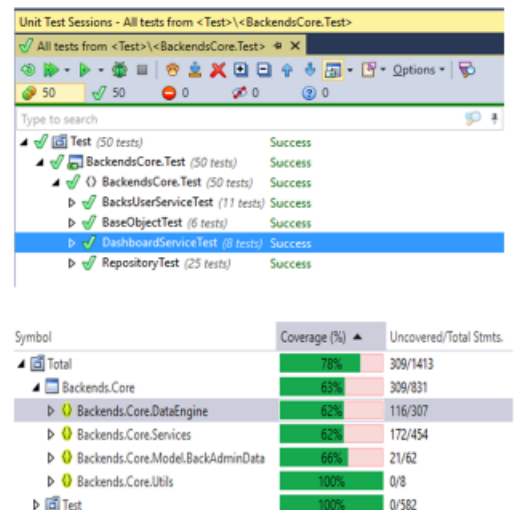 Unit Test Sessions - All tests from <Test>\<BackendsCore.Test>
All tests from <Test>\<BackendsCore.Test>
Options
50 50 0 0 0
Type to search
Test (50 tests) Success
BackendsCore.Test (50 tests) Success
BackendsCore.Test (50 tests) Success
BacksUserServiceTest (11 tests) Success
BaseObjectTest (6 tests) Success
DashboardServiceTest (8 tests) Success
RepositoryTest (25 tests) Success
Symbol Coverage (%) Uncovered/Total Stmts.
Total 78% 309/1413
Backends.Core 63% 309/831
Backends.Core.DataEngine 62% 116/307
Backends.Core.Services 62% 172/454
Backends.Core.Model.BackAdminData 66% 21/62
Backends.Core.Utils 100% 0/8
Test 100% 0/582